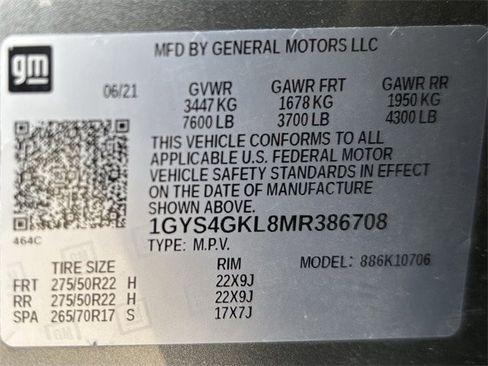 gm
MFD BY GENERAL MOTORS LLC
06/21 GVWR GAWR FRT GAWR RR
3447 KG 1678 KG 1950 KG
7600 LB 3700 LB 4300 LB
THIS VEHICLE CONFORMS TO ALL
APPLICABLE U.S. FEDERAL MOTOR
VEHICLE SAFETY STANDARDS IN EFFECT
ON THE DATE OF MANUFACTURE
SHOWN ABOVE.
464C
1GYS4GKL8MR386708
TYPE: M.P.V. MODEL: 886K10706
TIRE SIZE RIM
FRT 275/50R22 H 22X9J
RR 275/50R22 H 22X9J
SPA 265/70R17 S 17X7J